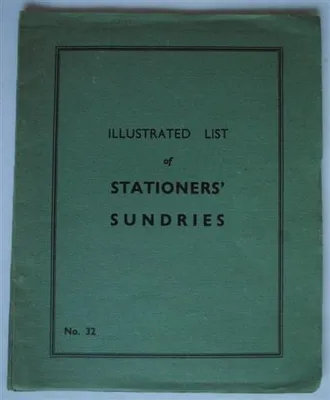 ILLUSTRATED LIST
of
STATIONERS'
SUNDRIES
No. 32